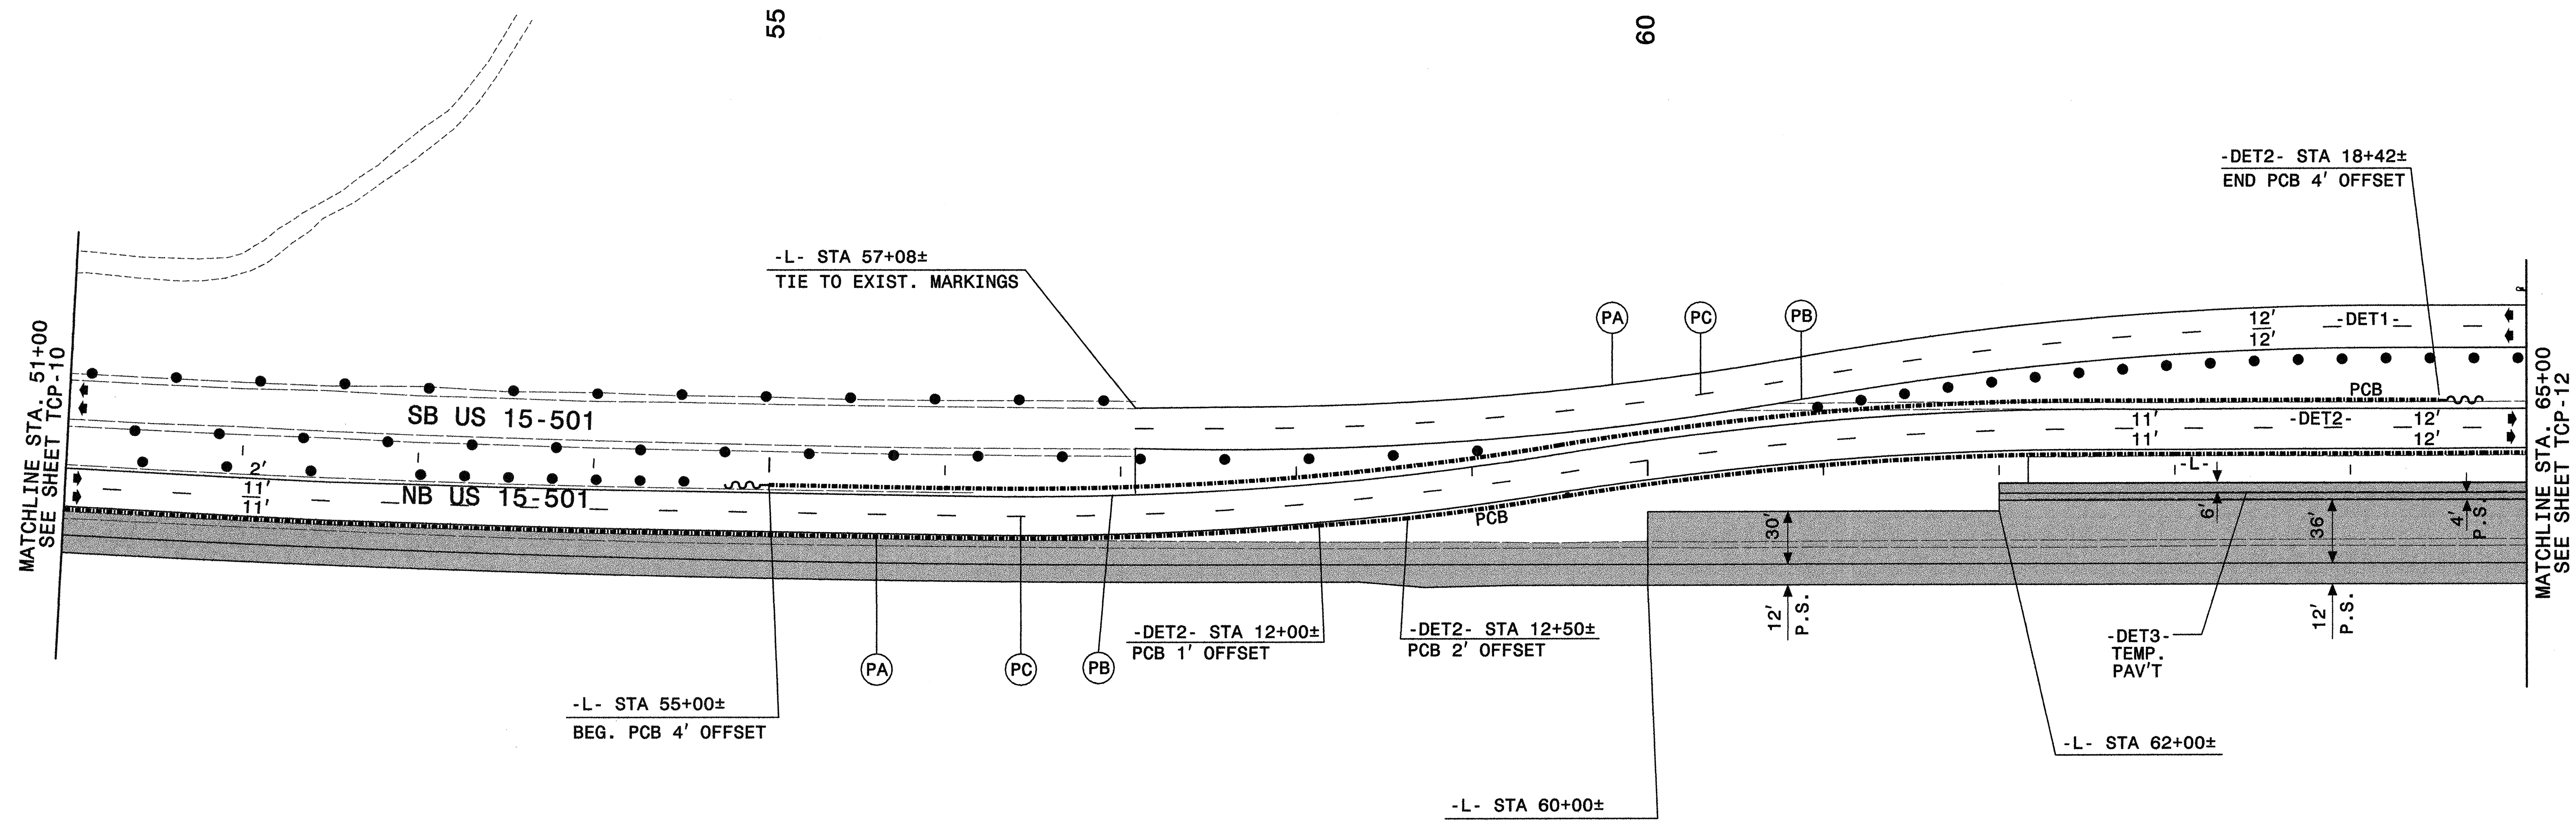 55
60
-DET2- STA 18+42±
END PCB 4' OFFSET
-L- STA 57+08±
TIE TO EXIST. MARKINGS
PA
PC
PB
12'
12'
-DET1-
MATCHLINE STA. 51+00
SEE SHEET TCP-10
SB US 15-501
PCB
11'
11'
-DET2-
12'
12'
MATCHLINE STA. 65+00
SEE SHEET TCP-12
2'
11'
11'
NB US 15-501
-L-
PCB
30'
6'
36'
4'
P.S.
12'
P.S.
12'
P.S.
-DET2- STA 12+00±
PCB 1' OFFSET
-DET2- STA 12+50±
PCB 2' OFFSET
-DET3-
TEMP.
PAV'T
PA
PC
PB
-L- STA 55+00±
BEG. PCB 4' OFFSET
-L- STA 62+00±
-L- STA 60+00±